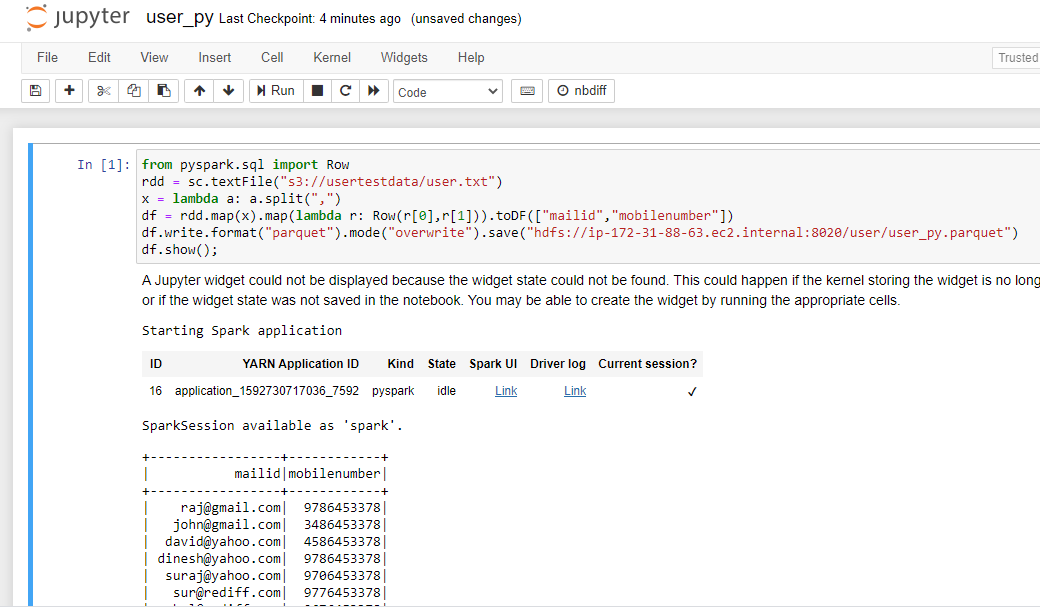 jupyter user_py Last Checkpoint: 4 minutes ago (unsaved changes)
File Edit View Insert Cell Kernel Widgets Help Trusted
Run Code nbdiff
In [1]: from pyspark.sql import Row
rdd = sc.textFile("s3://usertestdata/user.txt")
x = lambda a: a.split(",")
df = rdd.map(x).map(lambda r: Row(r[0],r[1])).toDF(["mailid","mobilenumber"])
df.write.format("parquet").mode("overwrite").save("hdfs://ip-172-31-88-63.ec2.internal:8020/user/user_py.parquet")
df.show();
A Jupyter widget could not be displayed because the widget state could not be found. This could happen if the kernel storing the widget is no long
or if the widget state was not saved in the notebook. You may be able to create the widget by running the appropriate cells.
Starting Spark application
ID YARN Application ID Kind State Spark UI Driver log Current session?
16 application_1592730717036_7592 pyspark idle Link Link ✓
SparkSession available as 'spark'.
+-----------------+------------+
|           mailid|mobilenumber|
+-----------------+------------+
|    raj@gmail.com|  9786453378|
|   john@gmail.com|  3486453378|
|  david@yahoo.com|  4586453378|
| dinesh@yahoo.com|  9786453378|
|  suraj@yahoo.com|  9706453378|
|   sur@rediff.com|  9776453378|